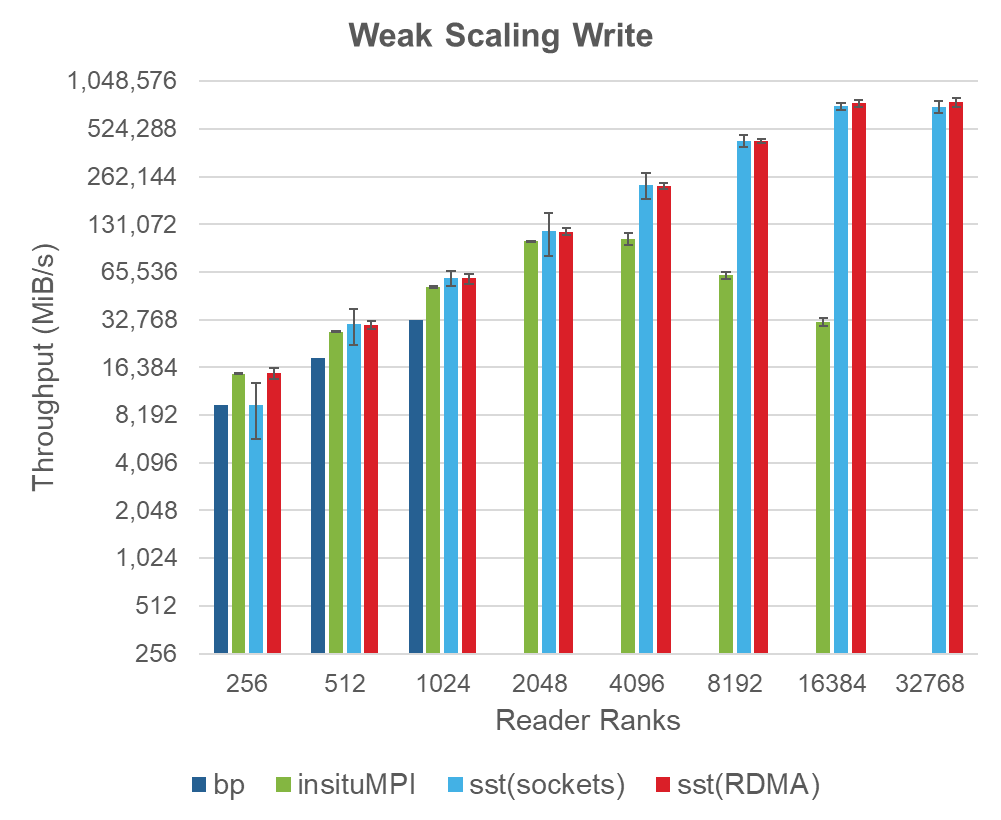 Weak Scaling Write
Throughput (MiB/s)
1,048,576
524,288
262,144
131,072
65,536
32,768
16,384
8,192
4,096
2,048
1,024
512
256
256 512 1024 2048 4096 8192 16384 32768
Reader Ranks
bp insituMPI sst(sockets) sst(RDMA)